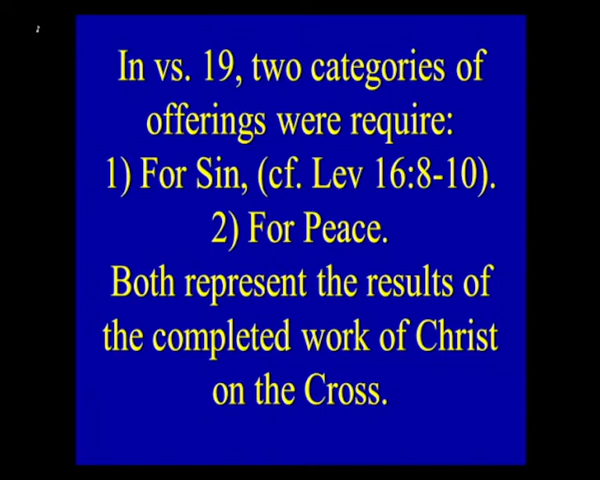 In vs. 19, two categories of
offerings were require:
1) For Sin, (cf. Lev 16:8-10).
2) For Peace.
Both represent the results of
the completed work of Christ
on the Cross.